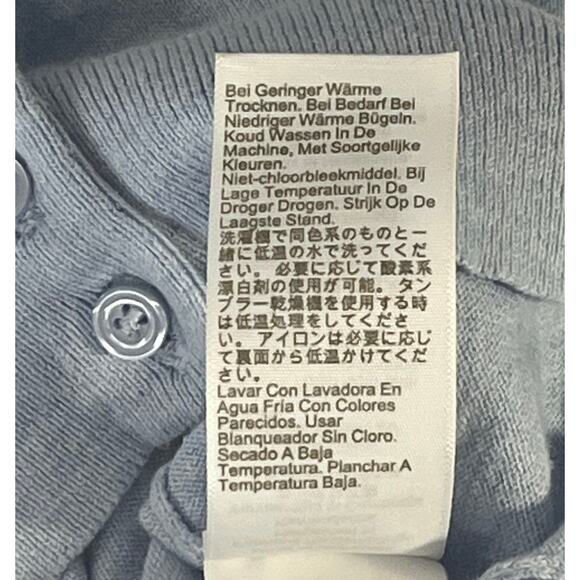 Bei Geringer Wärme
Trocknen. Bei Bedarf Bei
Niedriger Wärme Bügeln.
Koud Wassen In De
Machine, Met Soortgelijke
Kleuren.
Niet-chloorbleekmiddel. Bij
Lage Temperatuur In De
Droger Drogen. Strijk Op De
Laagste Stand.
洗濯機で同色系のものと一
緒に低温の水で洗ってくだ
さい。 必要に応じて酸素系
漂白剤の使用が可能。 タン
ブラー乾燥機を使用する時
は低温処理をしてくださ
い。 アイロンは必要に応じ
て裏面から低温かけてくだ
さい。
Lavar Con Lavadora En
Agua Fría Con Colores
Parecidos. Usar
Blanqueador Sin Cloro.
Secado A Baja
Temperatura. Planchar A
Temperatura Baja.